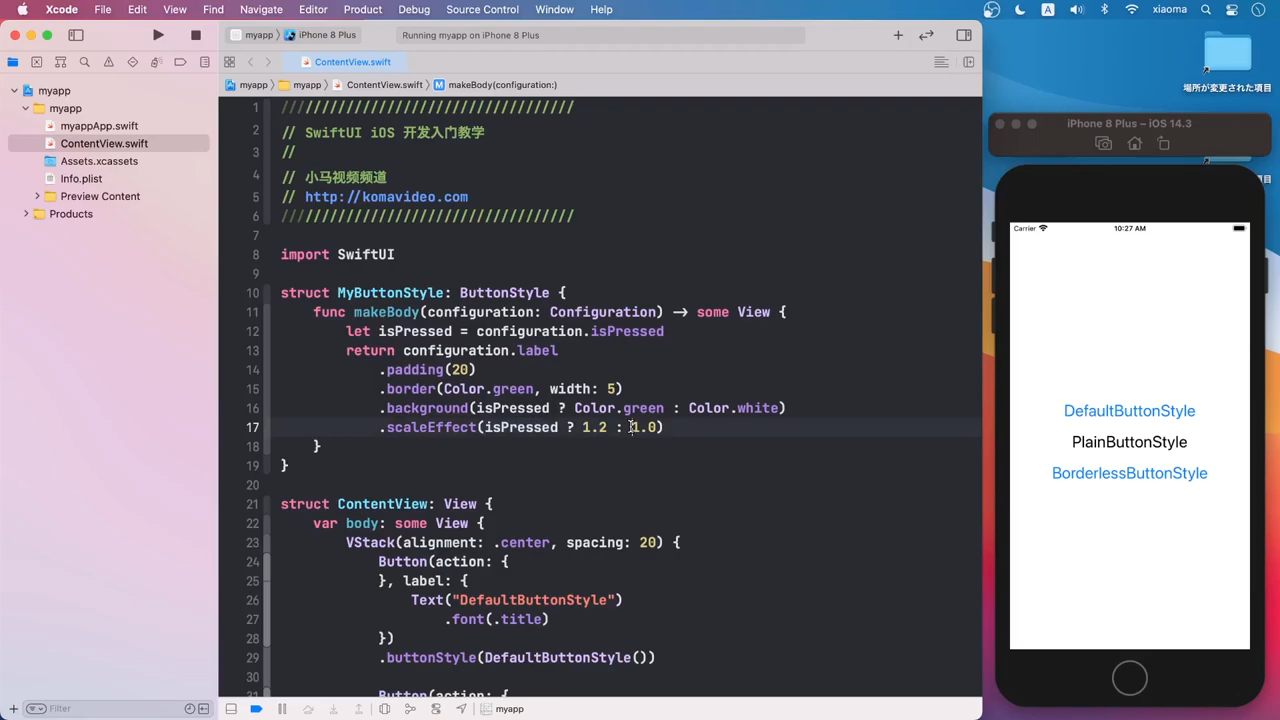 Xcode File Edit View Find Navigate Editor Product Debug Source Control Window Help
A xiaoma
myapp iPhone 8 Plus Running myapp on iPhone 8 Plus
ContentView.swift
myapp myapp ContentView.swift M makeBody(configuration:)
myapp
myapp
myappApp.swift
ContentView.swift
Assets.xcassets
Info.plist
Preview Content
Products
Filter
1 //////////////////////////////////
2 // SwiftUI iOS 开发入门教学
3 //
4 // 小马视频频道
5 // http://komavideo.com
6 //////////////////////////////////
7
8 import SwiftUI
9
10 struct MyButtonStyle: ButtonStyle {
11 func makeBody(configuration: Configuration) -> some View {
12 let isPressed = configuration.isPressed
13 return configuration.label
14 .padding(20)
15 .border(Color.green, width: 5)
16 .background(isPressed ? Color.green : Color.white)
17 .scaleEffect(isPressed ? 1.2 : 1.0)
18 }
19 }
20
21 struct ContentView: View {
22 var body: some View {
23 VStack(alignment: .center, spacing: 20) {
24 Button(action: {
25 }, label: {
26 Text("DefaultButtonStyle")
27 .font(.title)
28 })
29 .buttonStyle(DefaultButtonStyle())
30
31 Button(action: {
myapp
場所が変更された項目
iPhone 8 Plus – iOS 14.3
項目
Carrier 10:27 AM
DefaultButtonStyle
PlainButtonStyle
BorderlessButtonStyle